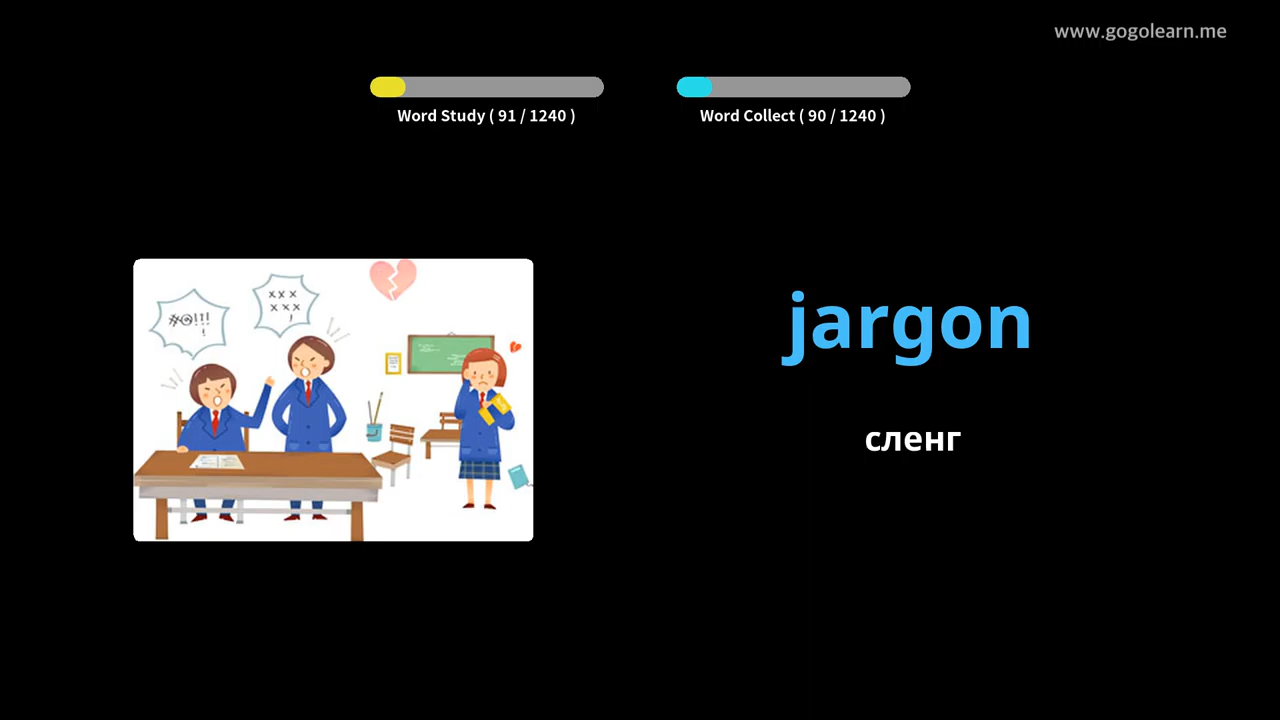 www.gogolearn.me
Word Study ( 91 / 1240 )
Word Collect ( 90 / 1240 )
#@!!!
!
x x x
x x x
!
jargon
сленг